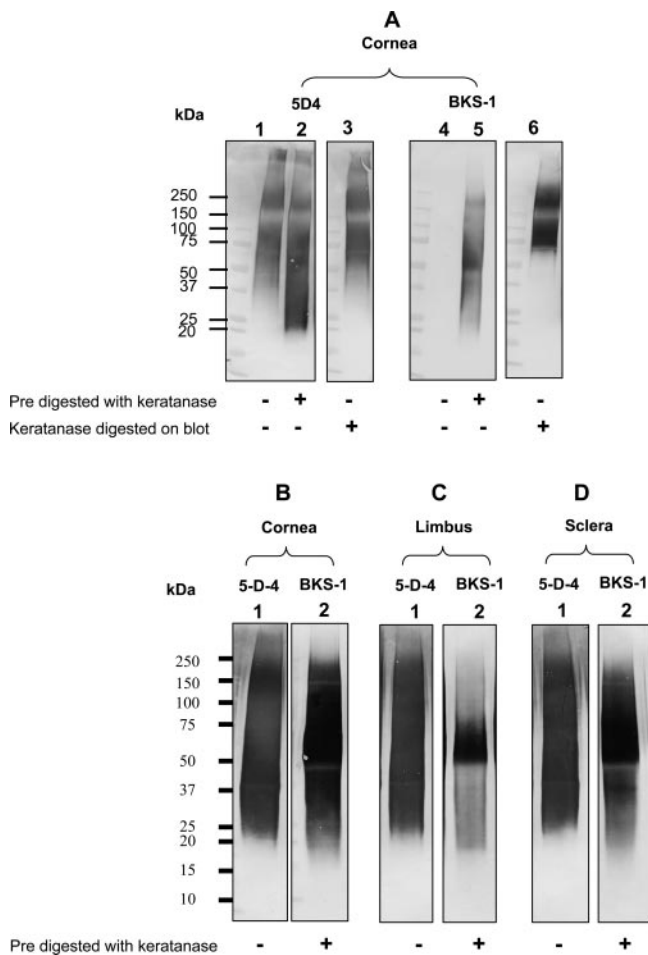 A
Cornea
5D4 BKS-1
kDa
1 2 3 4 5 6
250
150
100
75
50
37
25
20
Pre digested with keratanase - + - - + -
Keratanase digested on blot - - + - - +
B C D
Cornea Limbus Sclera
kDa 5-D-4 BKS-1 5-D-4 BKS-1 5-D-4 BKS-1
1 2 1 2 1 2
250
150
100
75
50
37
25
20
15
10
Pre digested with keratanase - + - + - +